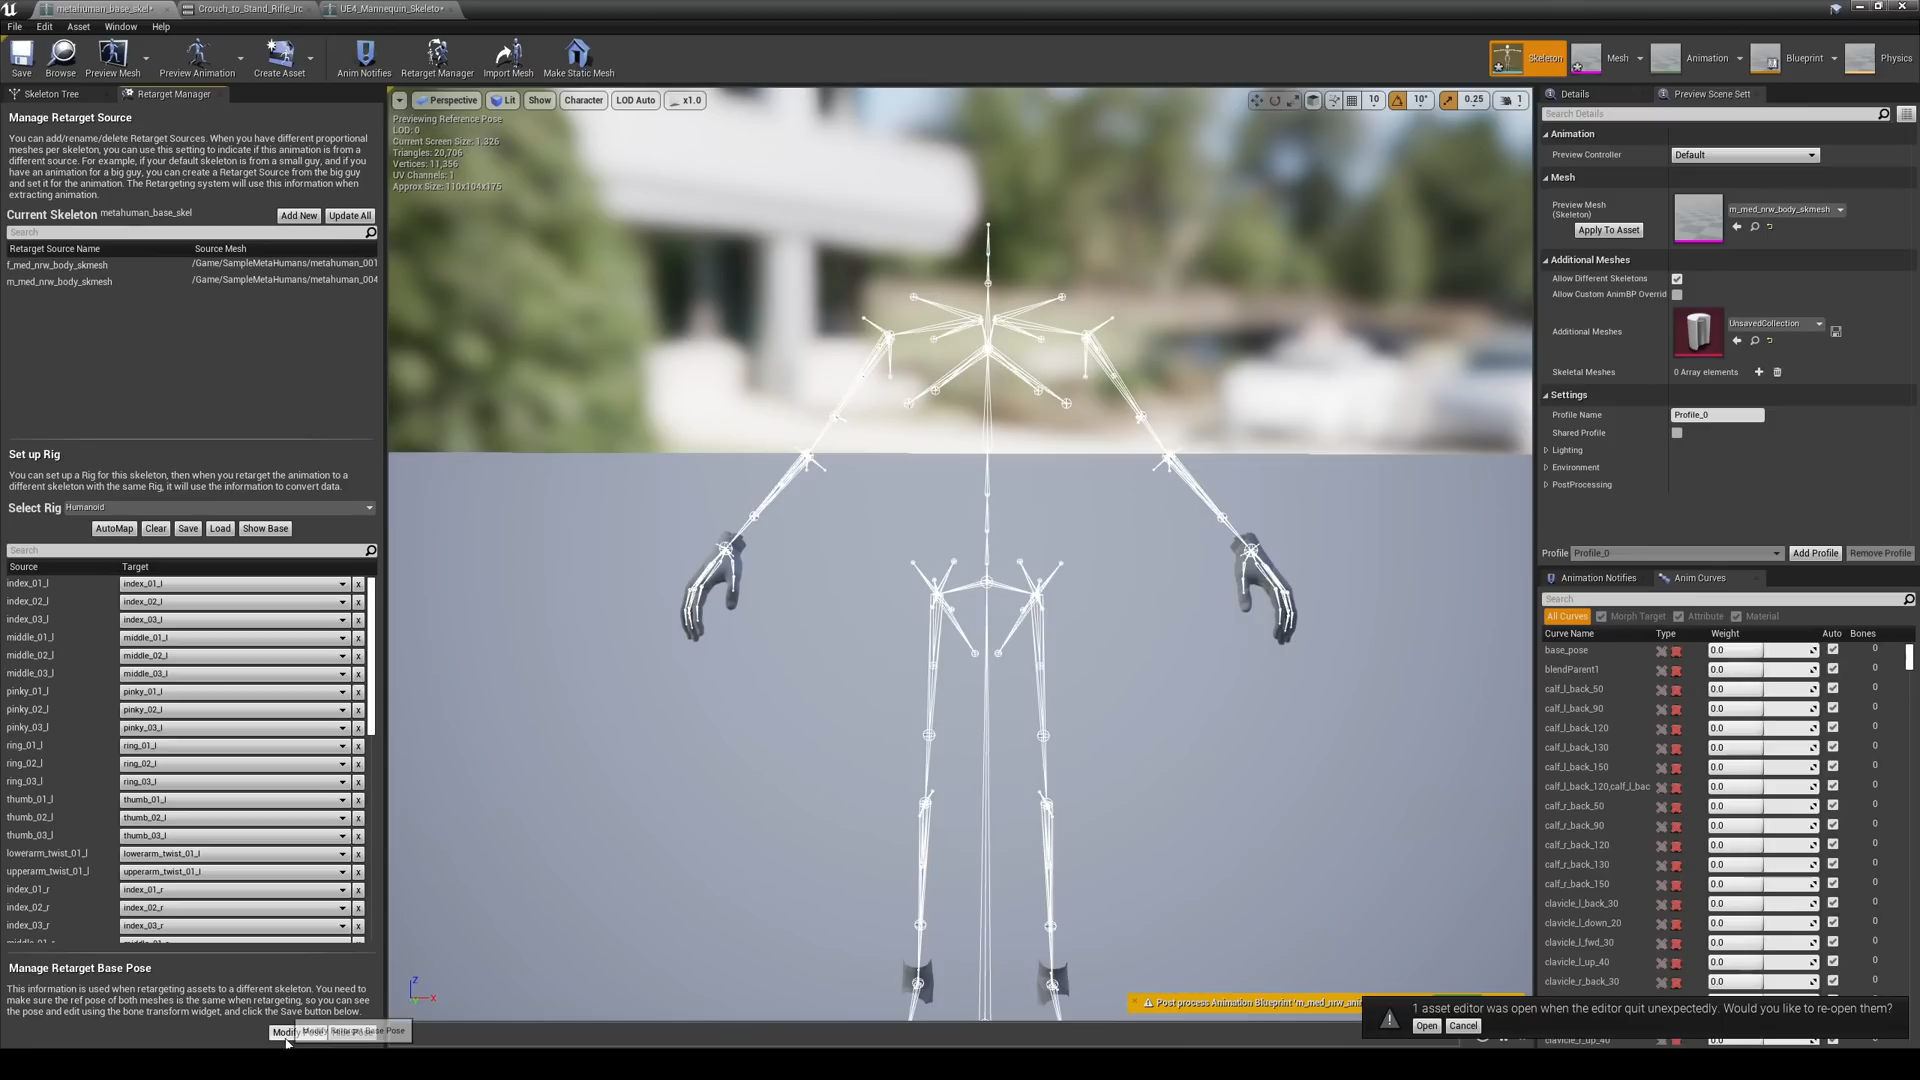 metahuman_base_skel*
Crouch_to_Stand_Rifle_Irc
UE4_Mannequin_Skeleto*
File
Edit
Asset
Window
Help
Save
Browse
Preview Mesh
Preview Animation
Create Asset
Anim Notifies
Retarget Manager
Import Mesh
Make Static Mesh
Skeleton
Mesh
Animation
Blueprint
Physics
Skeleton Tree
Retarget Manager
Manage Retarget Source
You can add/rename/delete Retarget Sources. When you have different proportional
meshes per skeleton, you can use this setting to indicate if this animation is from a
different source. For example, if your default skeleton is from a small guy, and if you
have an animation for a big guy, you can create a Retarget Source from the big guy
and set it for the animation. The Retargeting system will use this information when
extracting animation.
Current Skeleton metahuman_base_skel
Add New
Update All
Search
Retarget Source Name
Source Mesh
f_med_nrw_body_skmesh
/Game/SampleMetaHumans/metahuman_001
m_med_nrw_body_skmesh
/Game/SampleMetaHumans/metahuman_004
Set up Rig
You can set up a Rig for this skeleton, then when you retarget the animation to a
different skeleton with the same Rig, it will use the information to convert data.
Select Rig Humanoid
AutoMap
Clear
Save
Load
Show Base
Search
Source
Target
index_01_l index_01_l x
index_02_l index_02_l x
index_03_l index_03_l x
middle_01_l middle_01_l x
middle_02_l middle_02_l x
middle_03_l middle_03_l x
pinky_01_l pinky_01_l x
pinky_02_l pinky_02_l x
pinky_03_l pinky_03_l x
ring_01_l ring_01_l x
ring_02_l ring_02_l x
ring_03_l ring_03_l x
thumb_01_l thumb_01_l x
thumb_02_l thumb_02_l x
thumb_03_l thumb_03_l x
lowerarm_twist_01_l lowerarm_twist_01_l x
upperarm_twist_01_l upperarm_twist_01_l x
index_01_r index_01_r x
index_02_r index_02_r x
index_03_r index_03_r x
Manage Retarget Base Pose
This information is used when retargeting assets to a different skeleton. You need to
make sure the ref pose of both meshes is the same when retargeting, so you can see
the pose and edit using the bone transform widget, and click the Save button below.
Modify Retarget Base Pose
Perspective
Lit
Show
Character
LOD Auto
x1.0
10
10°
0.25
1
Previewing Reference Pose
LOD: 0
Current Screen Size: 1.326
Triangles: 20,706
Vertices: 11,356
UV Channels: 1
Approx Size: 110x104x175
Z
X
Post process Animation Blueprint 'm_med_nrw_anim
1 asset editor was open when the editor quit unexpectedly. Would you like to re-open them?
Open
Cancel
Details
Preview Scene Sett
Search Details
Animation
Preview Controller
Default
Mesh
Preview Mesh
(Skeleton)
Apply To Asset
m_med_nrw_body_skmesh
Additional Meshes
Allow Different Skeletons
Allow Custom AnimBP Overrid
Additional Meshes
UnsavedCollection
Skeletal Meshes
0 Array elements
Settings
Profile Name
Profile_0
Shared Profile
Lighting
Environment
PostProcessing
Profile
Profile_0
Add Profile
Remove Profile
Animation Notifies
Anim Curves
Search
All Curves
Morph Target
Attribute
Material
Curve Name
Type
Weight
Auto
Bones
base_pose 0.0 0
blendParent1 0.0 0
calf_l_back_50 0.0 0
calf_l_back_90 0.0 0
calf_l_back_120 0.0 0
calf_l_back_130 0.0 0
calf_l_back_150 0.0 0
calf_l_back_120,calf_l_bac 0.0 0
calf_r_back_50 0.0 0
calf_r_back_90 0.0 0
calf_r_back_120 0.0 0
calf_r_back_130 0.0 0
calf_r_back_150 0.0 0
clavicle_l_back_30 0.0 0
clavicle_l_down_20 0.0 0
clavicle_l_fwd_30 0.0 0
clavicle_l_up_40 0.0 0
clavicle_r_back_30 0.0 0